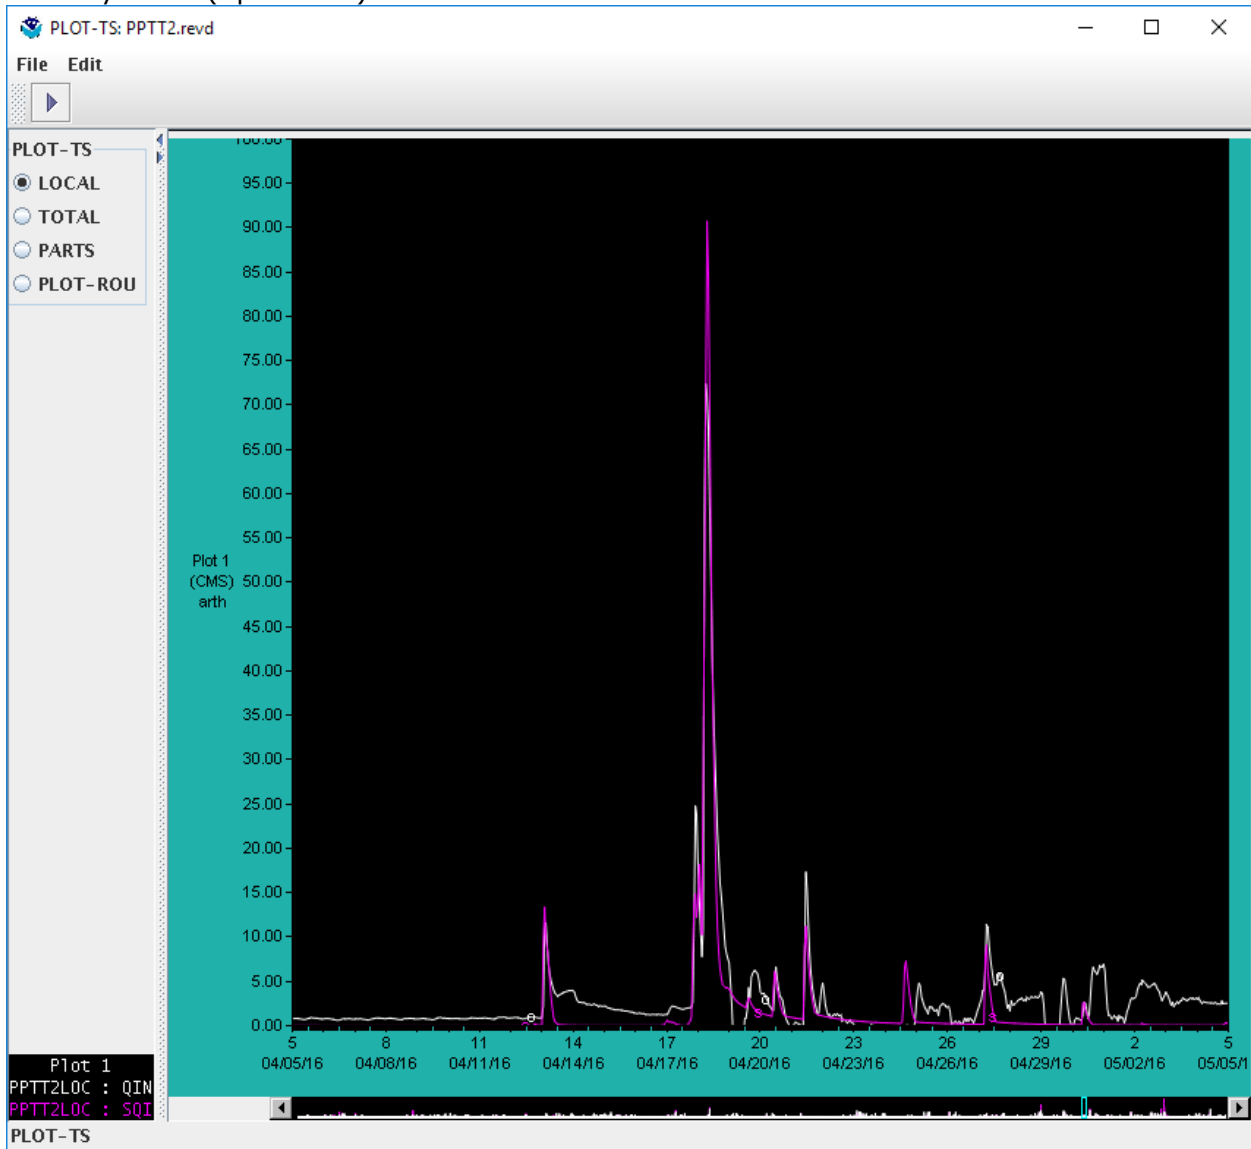 PLOT-TS: PPTT2.revd
File Edit
PLOT-TS
LOCAL
TOTAL
PARTS
PLOT-ROU
100.00
95.00
90.00
85.00
80.00
75.00
70.00
65.00
60.00
55.00
Plot 1
(CMS) 50.00
arth
45.00
40.00
35.00
30.00
25.00
20.00
15.00
10.00
5.00
0.00
5 8 11 14 17 20 23 26 29 2 5
04/05/16 04/08/16 04/11/16 04/14/16 04/17/16 04/20/16 04/23/16 04/26/16 04/29/16 05/02/16 05/05/1
Plot 1
PPTT2LOC : QIN
PPTT2LOC : SQI
PLOT-TS